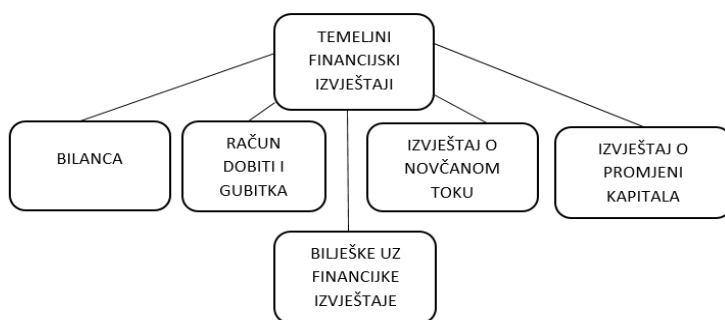 TEMELJNI
FINANCIJSKI
IZVJEŠTAJI
BILANCA
RAČUN
DOBITI I
GUBITKA
IZVJEŠTAJ O
NOVČANOM
TOKU
IZVJEŠTAJ O
PROMJENI
KAPITALA
BILJEŠKE UZ
FINANCIJKE
IZVJEŠTAJE